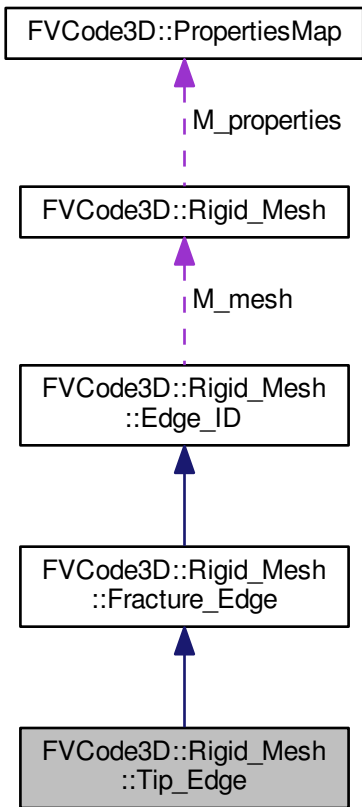 FVCode3D::PropertiesMap
M_properties
FVCode3D::Rigid_Mesh
M_mesh
FVCode3D::Rigid_Mesh
::Edge_ID
FVCode3D::Rigid_Mesh
::Fracture_Edge
FVCode3D::Rigid_Mesh
::Tip_Edge